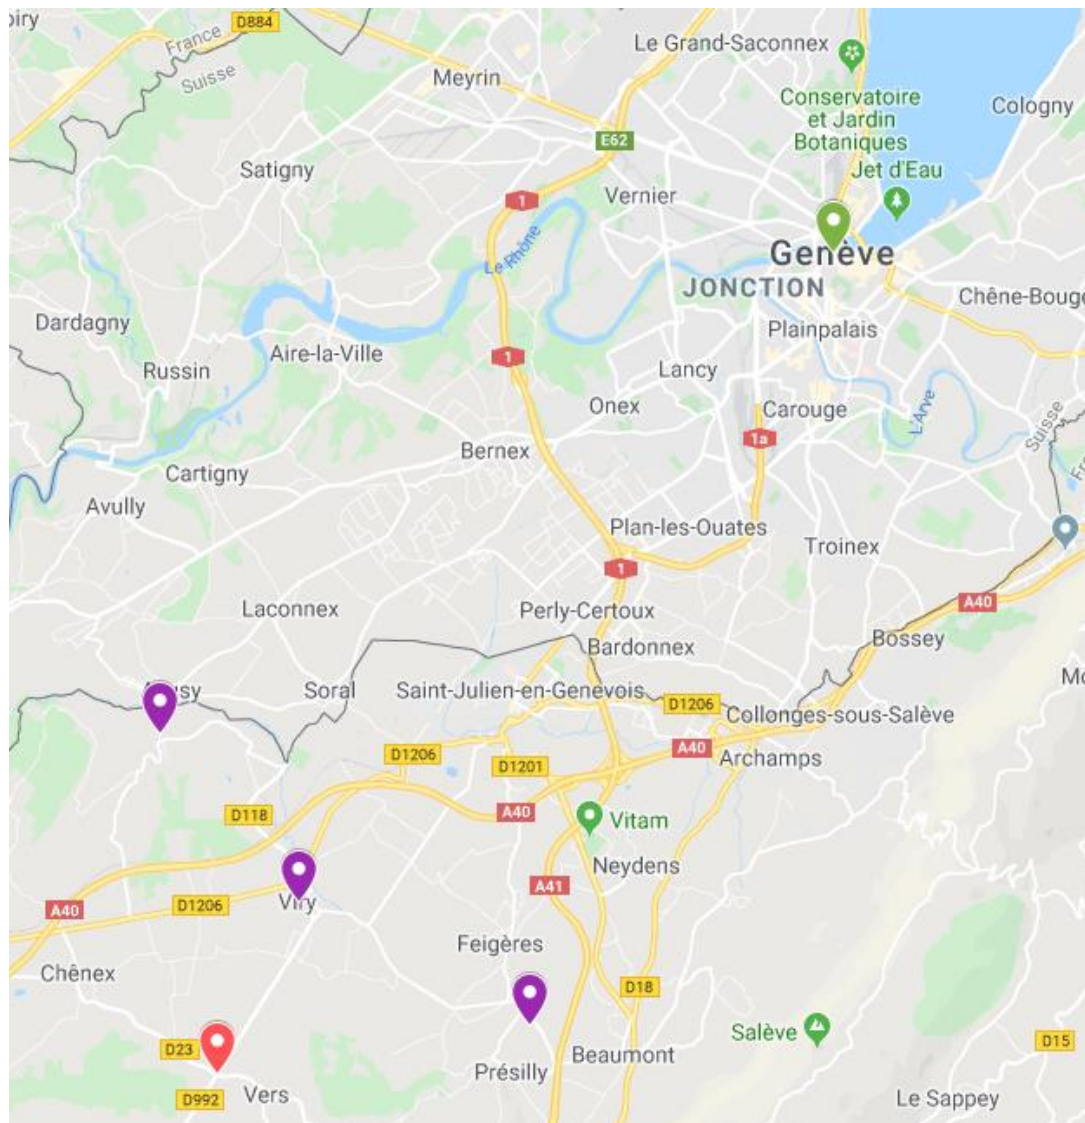 D884
France
Suisse
Le Grand-Saconnex
Meyrin
Conservatoire
et Jardin
Botaniques
Cologny
E62
Satigny
Jet d'Eau
Vernier
1
Genève
Le Rhône
JONCTION
Chêne-Boug
Dardagny
Plainpalais
Aire-la-Ville
1
Russin
Lancy
Onex
Carouge
L'Arve
Suisse
1a
Bernex
Cartigny
Avully
Plan-les-Ouates
Troinex
1
A40
Laconnex
Perly-Certoux
Bossey
Bardonnex
Soral
Saint-Julien-en-Genevois
D1206
Collonges-sous-Salève
D1206
A40
Archamps
D1201
D118
A40
Vitam
Neydens
A41
D1206
Viry
A40
Feigères
Chênex
D18
Salève
D15
D23
Beaumont
Présilly
Vers
D992
Le Sappey